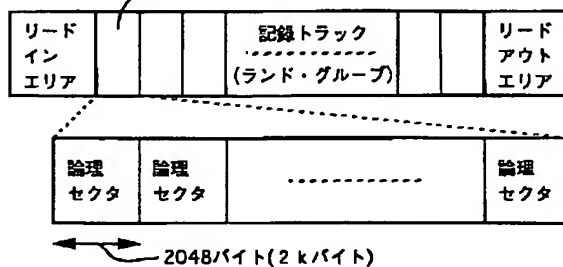 リード
イン
エリア
記録トラック
(ランド・グループ)
リード
アウト
エリア
論理
セクタ
論理
セクタ
論理
セクタ
2048バイト(2kバイト)